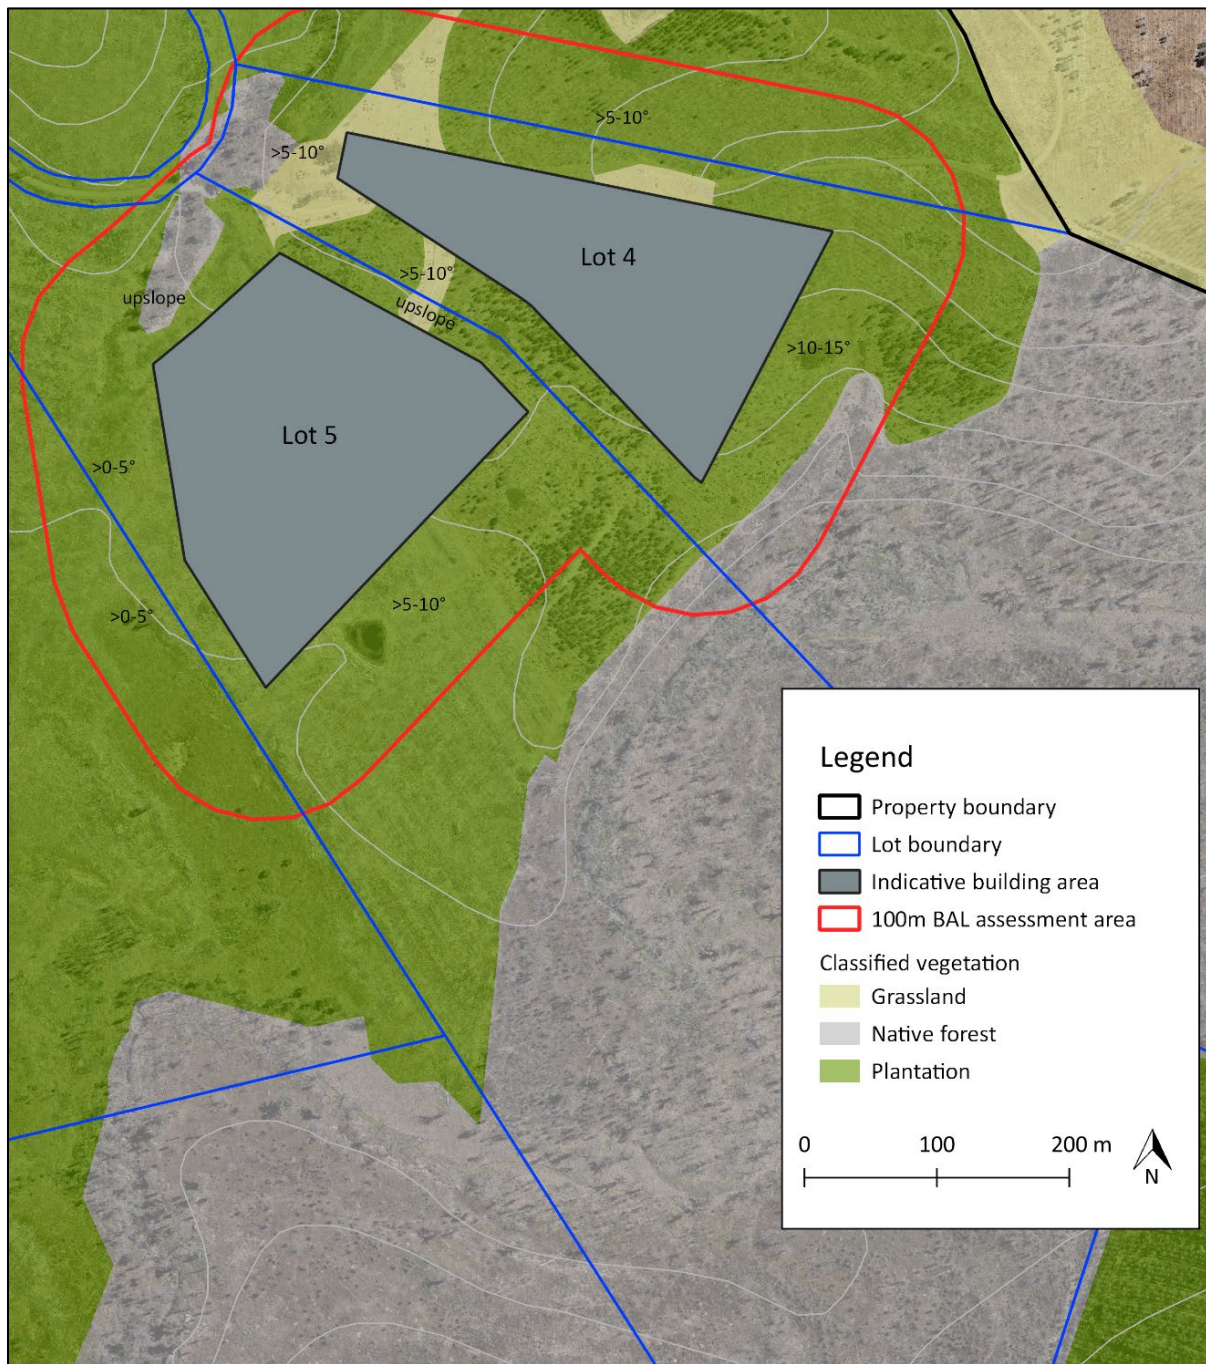 >5-10°
>5-10°
Lot 4
>5-10°
upslope
upslope
>10-15°
Lot 5
>0-5°
>5-10°
>0-5°
Legend
Property boundary
Lot boundary
Indicative building area
100m BAL assessment area
Classified vegetation
Grassland
Native forest
Plantation
0 100 200 m
N